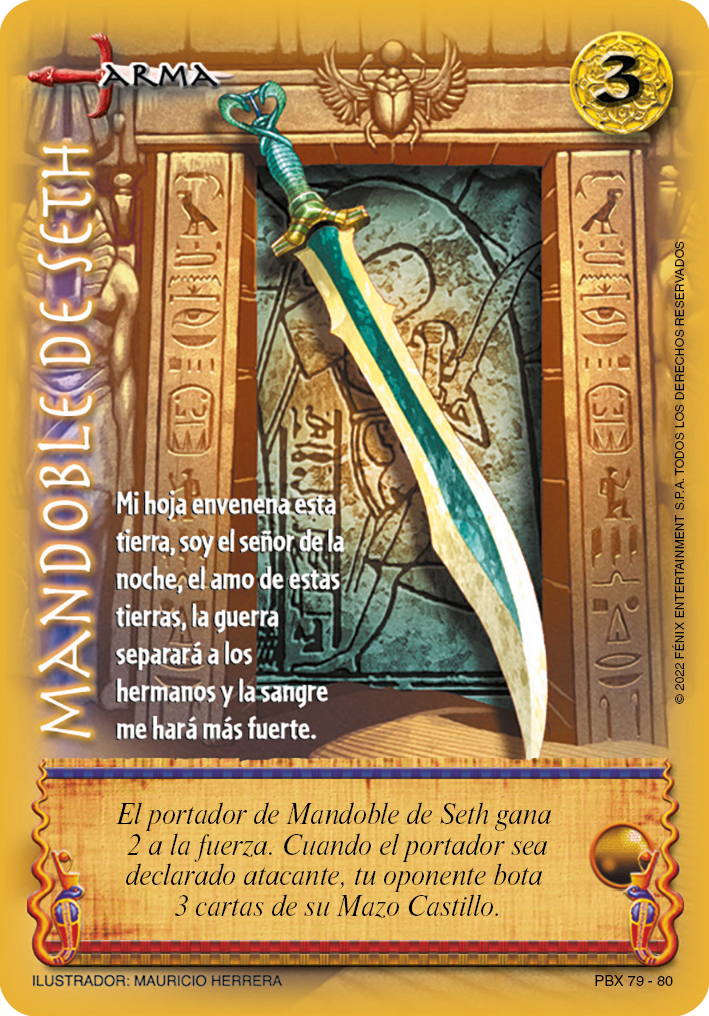 ARMA
3
MANDOBLE DE SETH
Mi hoja envenena esta
tierra, soy el señor de la
noche, el amo de estas
tierras, la guerra
separará a los
hermanos y la sangre
me hará más fuerte.
© 2022 FÉNIX ENTERTAINMENT S.P.A. TODOS LOS DERECHOS RESERVADOS
El portador de Mandoble de Seth gana
2 a la fuerza. Cuando el portador sea
declarado atacante, tu oponente bota
3 cartas de su Mazo Castillo.
ILUSTRADOR: MAURICIO HERRERA
PBX 79 - 80